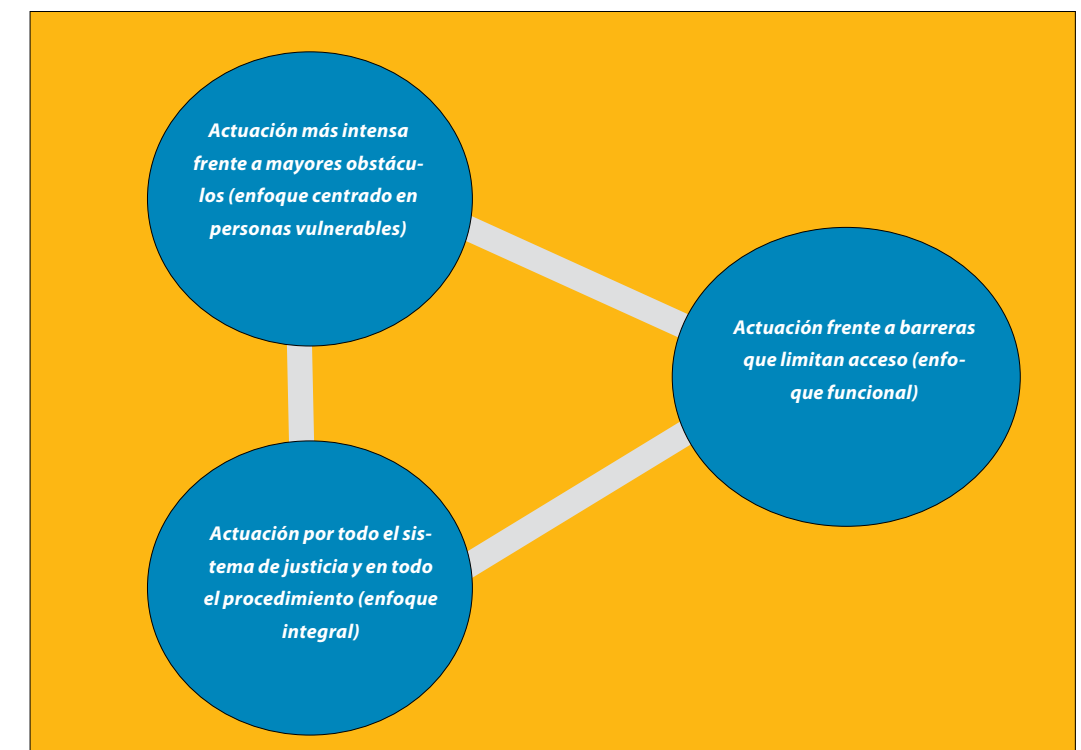 Actuación más intensa
frente a mayores obstácu-
los (enfoque centrado en
personas vulnerables)
Actuación frente a barreras
que limitan acceso (enfo-
que funcional)
Actuación por todo el sis-
tema de justicia y en todo
el procedimiento (enfoque
integral)